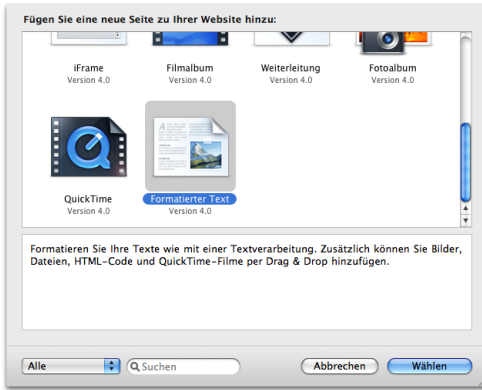 Fügen Sie eine neue Seite zu Ihrer Website hinzu:
iFrame
Version 4.0
Filmalbum
Version 4.0
Weiterleitung
Version 4.0
Fotoalbum
Version 4.0
QuickTime
Version 4.0
Formatierter Text
Version 4.0
Formatieren Sie Ihre Texte wie mit einer Textverarbeitung. Zusätzlich können Sie Bilder,
Dateien, HTML-Code und QuickTime-Filme per Drag & Drop hinzufügen.
Alle
Suchen
Abbrechen
Wählen